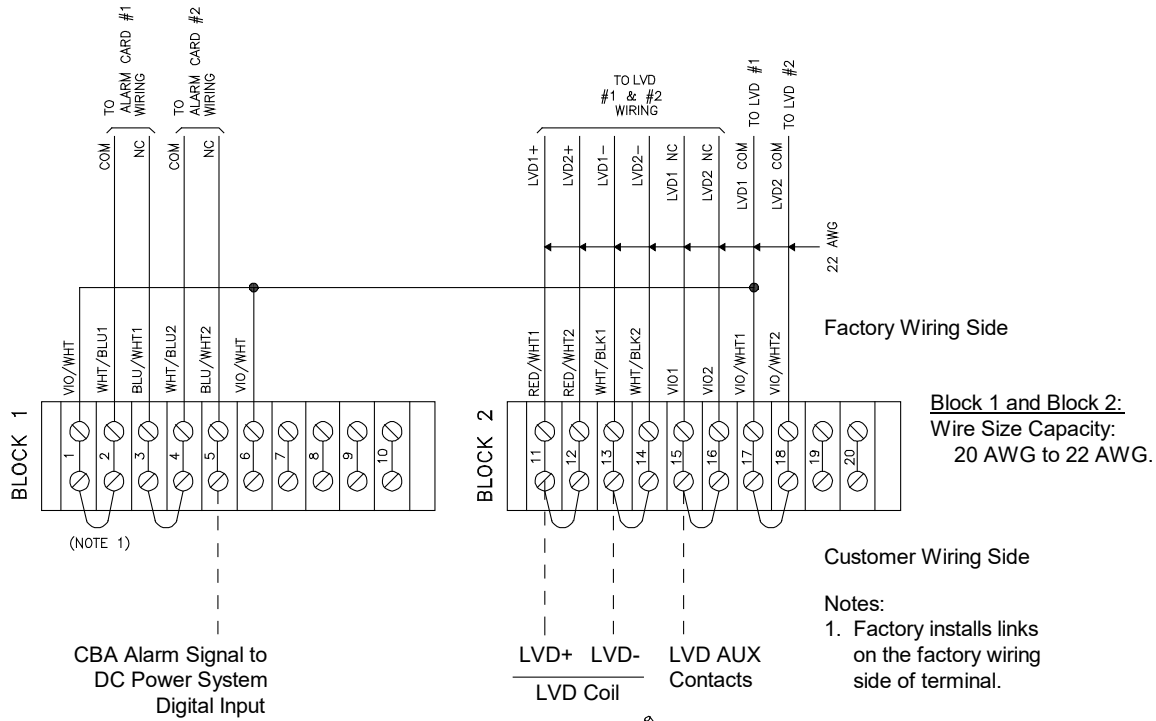 TO
ALARM CARD #1
WIRING
TO
ALARM CARD #2
WIRING
COM
NC
COM
NC
TO LVD
#1 & #2
WIRING
TO LVD #1
TO LVD #2
LVD1+
LVD2+
LVD1-
LVD2-
LVD1 NC
LVD2 NC
LVD1 COM
LVD2 COM
22 AWG
VIO/WHT
WHT/BLU1
BLU/WHT1
WHT/BLU2
BLU/WHT2
VIO/WHT
RED/WHT1
RED/WHT2
WHT/BLK1
WHT/BLK2
VIO1
VIO2
VIO/WHT1
VIO/WHT2
Factory Wiring Side
BLOCK 1
1 2 3 4 5 6 7 8 9 10
BLOCK 2
11 12 13 14 15 16 17 18 19 20
Block 1 and Block 2:
Wire Size Capacity:
20 AWG to 22 AWG.
(NOTE 1)
Customer Wiring Side
Notes:
1. Factory installs links
on the factory wiring
side of terminal.
CBA Alarm Signal to
DC Power System
Digital Input
LVD+ LVD-
LVD Coil
LVD AUX
Contacts